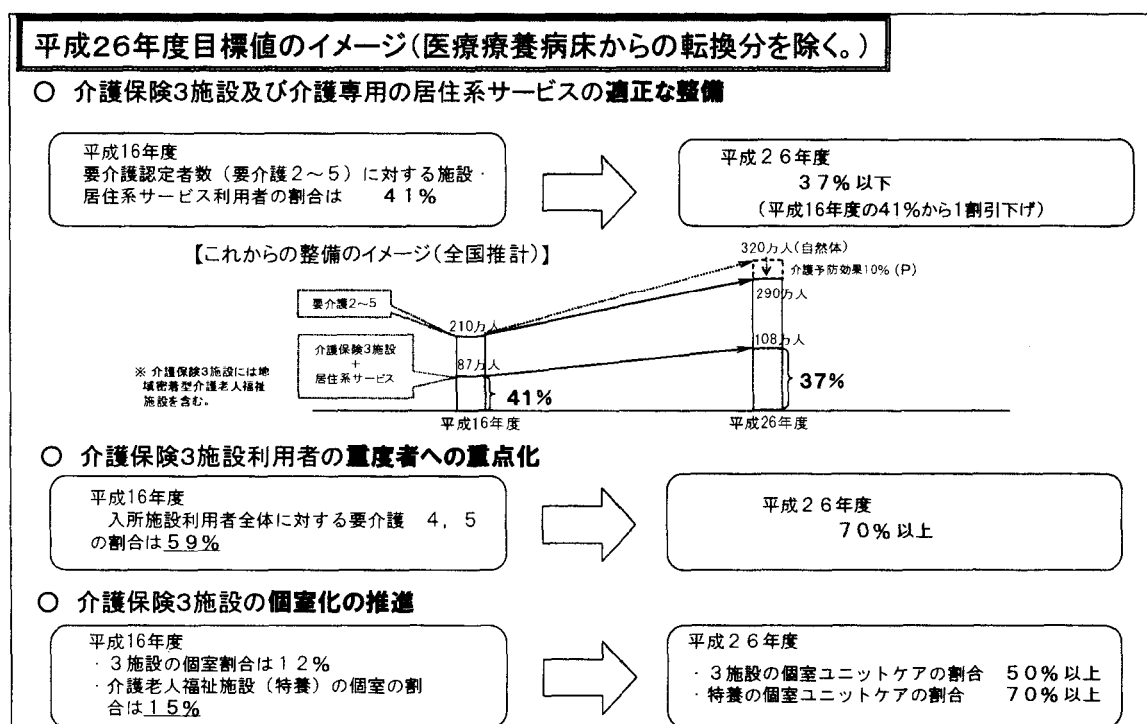 平成26年度目標値のイメージ(医療療養病床からの転換分を除く。)
○ 介護保険3施設及び介護専用の居住系サービスの適正な整備
平成16年度
要介護認定者数(要介護2~5)に対する施設・
居住系サービス利用者の割合は 41%
平成26年度
37%以下
(平成16年度の41%から1割引下げ)
【これからの整備のイメージ(全国推計)】
320万人(自然体)
介護予防効果10%(P)
要介護2~5
210万人
290万人
介護保険3施設
+
居住系サービス
87万人
108万人
※ 介護保険3施設には地
域密着型介護老人福祉
施設を含む。
41%
37%
平成16年度
平成26年度
○ 介護保険3施設利用者の重度者への重点化
平成16年度
入所施設利用者全体に対する要介護 4,5
の割合は59%
平成26年度
70%以上
○ 介護保険3施設の個室化の推進
平成16年度
・3施設の個室割合は12%
・介護老人福祉施設(特養)の個室の割
合は15%
平成26年度
・3施設の個室ユニットケアの割合 50%以上
・特養の個室ユニットケアの割合 70%以上